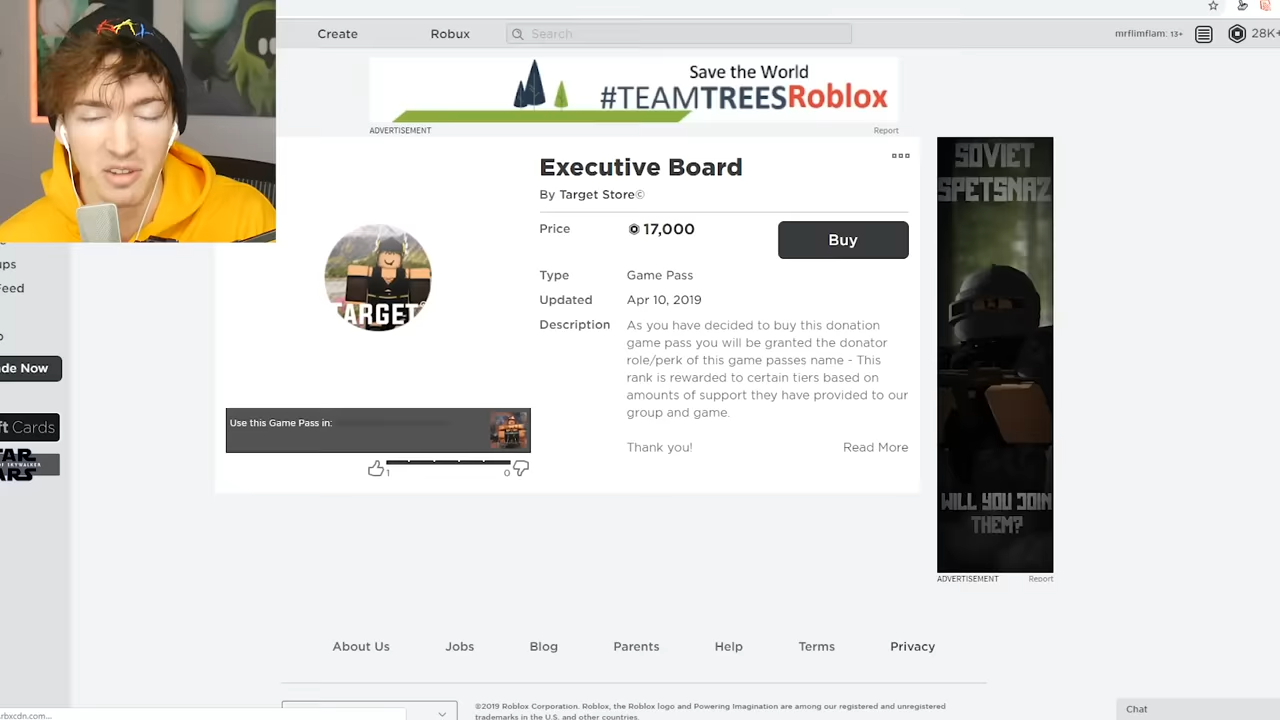 Create
Robux
Search
mrflimflam: 13+
28K+
Save the World
#TEAMTREESRoblox
ADVERTISEMENT
Report
Executive Board
By Target Store©
Price
17,000
Buy
Type
Game Pass
Updated
Apr 10, 2019
Description
As you have decided to buy this donation
game pass you will be granted the donator
role/perk of this game passes name - This
rank is rewarded to certain tiers based on
amounts of support they have provided to our
group and game.
Thank you!
Read More
TARGET
Use this Game Pass in:
1
0
SOVIET
SPETSNAZ
WILL YOU JOIN
THEM?
ADVERTISEMENT
Report
ups
Feed
de Now
ft Cards
TAR
WARS
About Us
Jobs
Blog
Parents
Help
Terms
Privacy
©2019 Roblox Corporation. Roblox, the Roblox logo and Powering Imagination are among our registered and unregistered
trademarks in the U.S. and other countries.
rbxcdn.com...
Chat